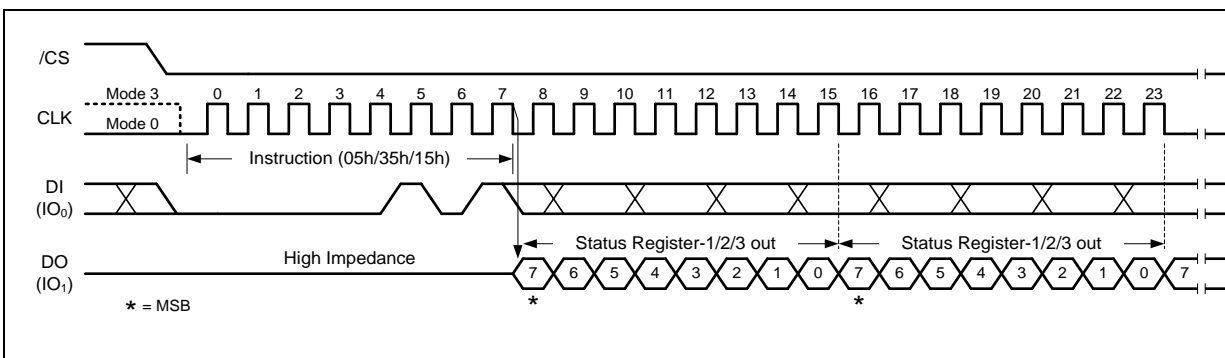 /CS
Mode 3 0 1 2 3 4 5 6 7 8 9 10 11 12 13 14 15 16 17 18 19 20 21 22 23
CLK
Mode 0
Instruction (05h/35h/15h)
DI
(IO₀)
Status Register-1/2/3 out Status Register-1/2/3 out
High Impedance
DO
(IO₁)
7 6 5 4 3 2 1 0 7 6 5 4 3 2 1 0 7
* *
* = MSB